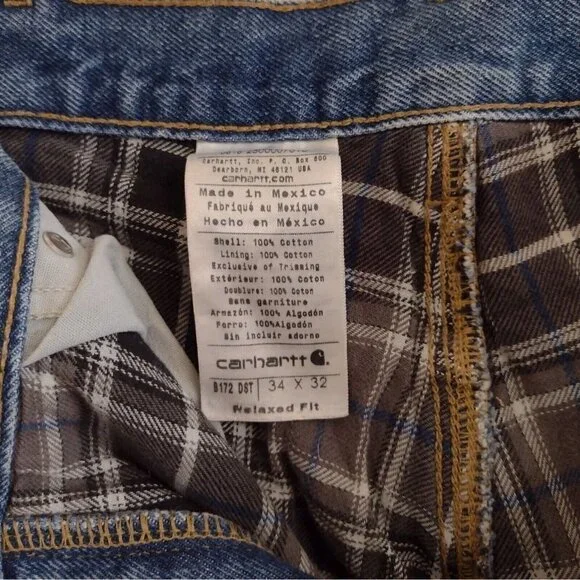 Carhartt, Inc. P. O. Box 600
Dearborn, MI 48121 USA
carhartt.com
Made in Mexico
Fabriqué au Mexique
Hecho en México
Shell: 100% Cotton
Lining: 100% Cotton
Exclusive of Trimming
Extérieur: 100% Coton
Doublure: 100% Coton
Sans garniture
Armazón: 100% Algodón
Forro: 100%Algodón
Sin incluir adorno
carhartt
B172 DST 34 X 32
Relaxed Fit